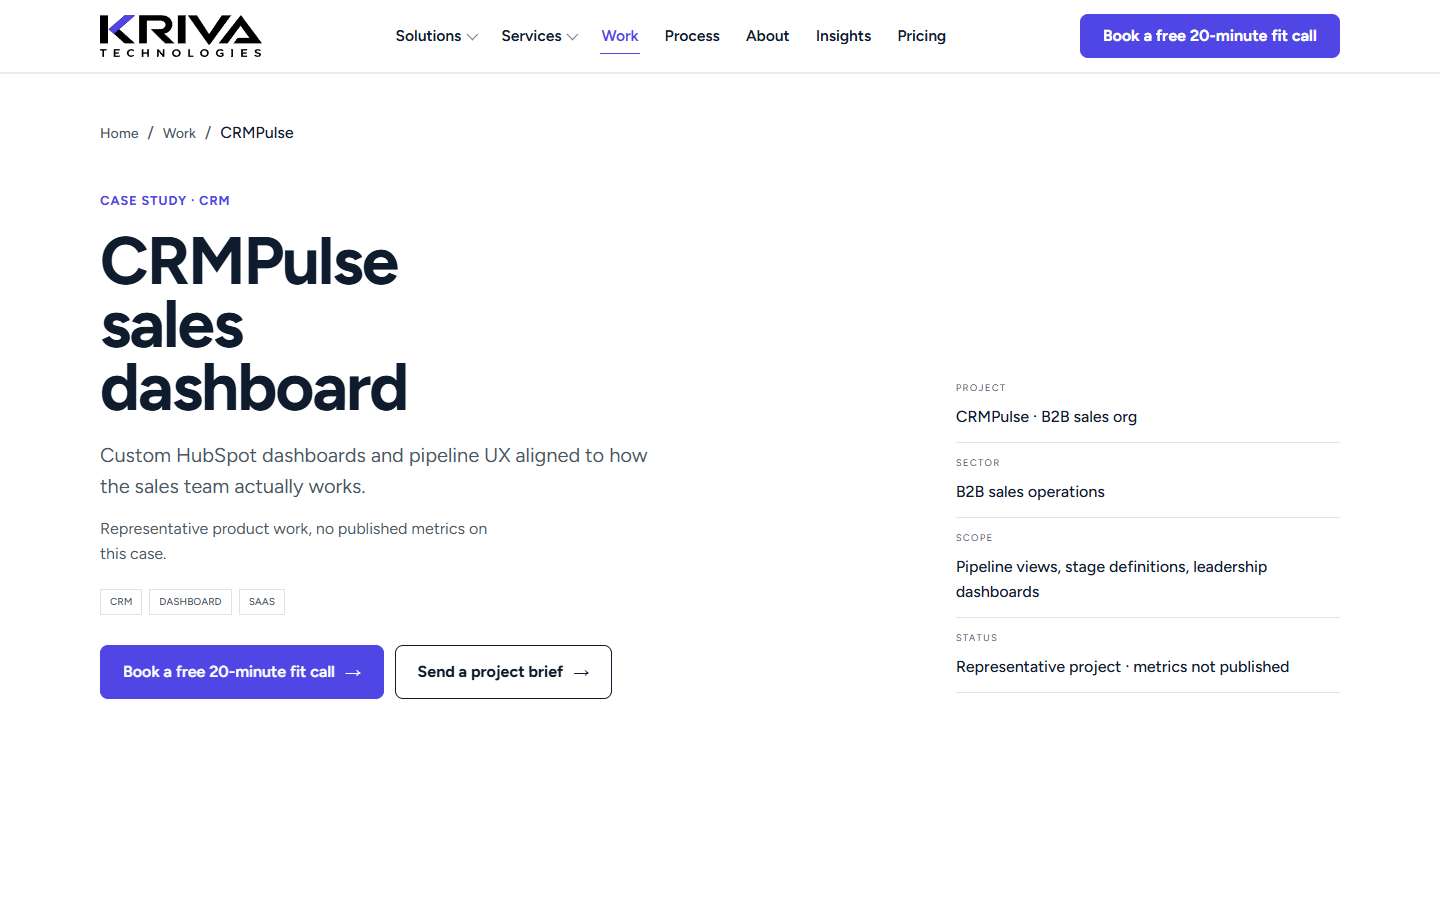 KRIVA
TECHNOLOGIES
Solutions
Services
Work
Process
About
Insights
Pricing
Book a free 20-minute fit call
Home / Work / CRMPulse
CASE STUDY · CRM
CRMPulse
sales
dashboard
Custom HubSpot dashboards and pipeline UX aligned to how
the sales team actually works.
Representative product work, no published metrics on
this case.
CRM
DASHBOARD
SAAS
Book a free 20-minute fit call →
Send a project brief →
PROJECT
CRMPulse · B2B sales org
SECTOR
B2B sales operations
SCOPE
Pipeline views, stage definitions, leadership
dashboards
STATUS
Representative project · metrics not published